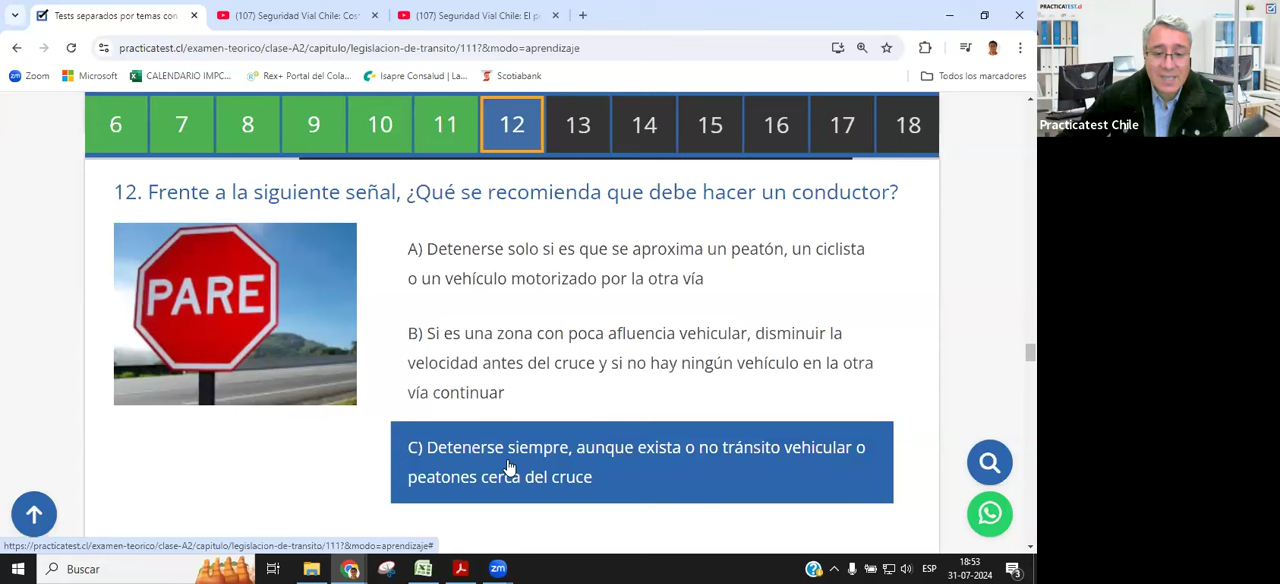 Tests separados por temas con
(107) Seguridad Vial Chile:
(107) Seguridad Vial Chile: El p
practicatest.cl/examen-teorico/clase-A2/capitulo/legislacion-de-transito/111?&modo=aprendizaje
Zoom
Microsoft
CALENDARIO IMPC...
Rex+ Portal del Col...
Isapre Consalud | La...
Scotiabank
Todos los marcadores
PRACTICATEST.cl
Practicatest Chile
6 7 8 9 10 11 12 13 14 15 16 17 18
12. Frente a la siguiente señal, ¿Qué se recomienda que debe hacer un conductor?
PARE
A) Detenerse solo si es que se aproxima un peatón, un ciclista
o un vehículo motorizado por la otra vía
B) Si es una zona con poca afluencia vehicular, disminuir la
velocidad antes del cruce y si no hay ningún vehículo en la otra
vía continuar
C) Detenerse siempre, aunque exista o no tránsito vehicular o
peatones cerca del cruce
https://practicatest.cl/examen-teorico/clase-A2/capitulo/legislacion-de-transito/111?&modo=aprendizaje#
Buscar
zm
ESP
18:53
31-07-2024
3